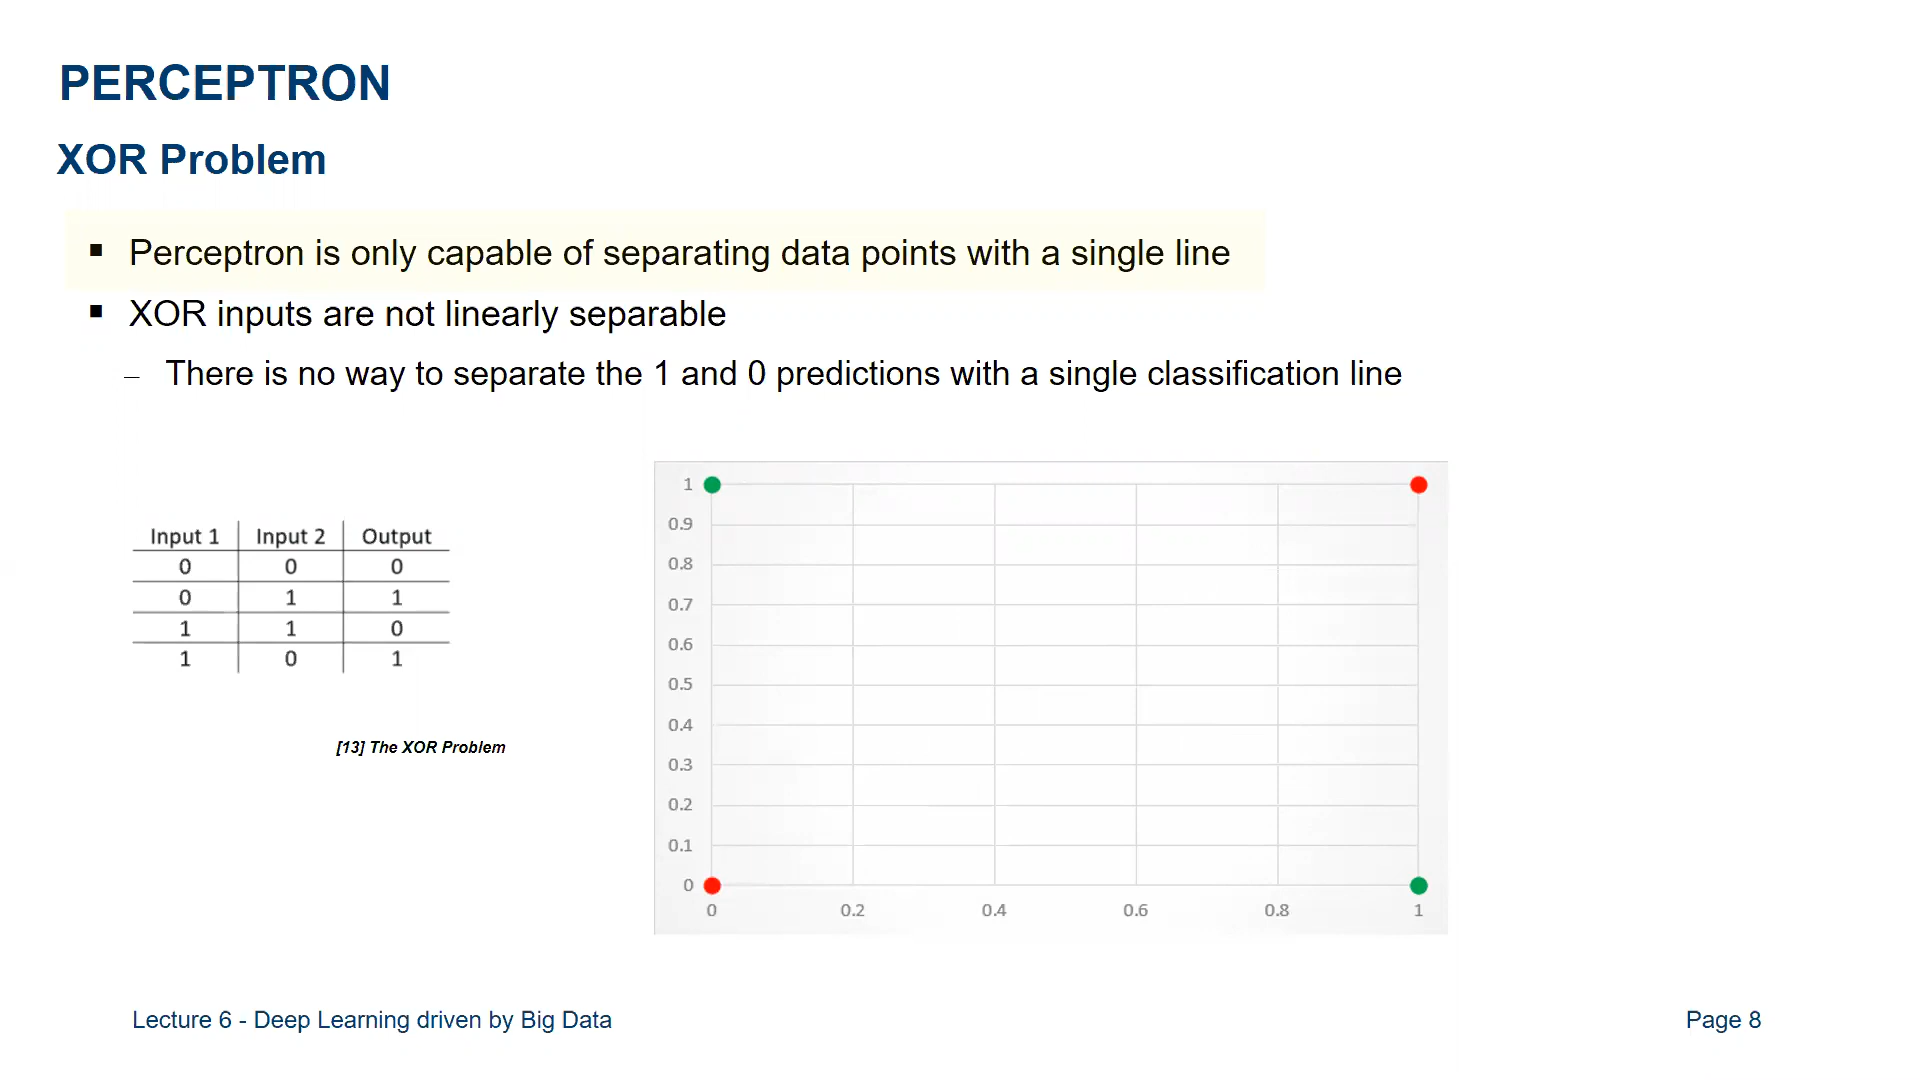 PERCEPTRON
XOR Problem
▪ Perceptron is only capable of separating data points with a single line
▪ XOR inputs are not linearly separable
– There is no way to separate the 1 and 0 predictions with a single classification line
Input 1 Input 2 Output
0 0 0
0 1 1
1 1 0
1 0 1
[13] The XOR Problem
1
0.9
0.8
0.7
0.6
0.5
0.4
0.3
0.2
0.1
0
0 0.2 0.4 0.6 0.8 1
Lecture 6 - Deep Learning driven by Big Data
Page 8